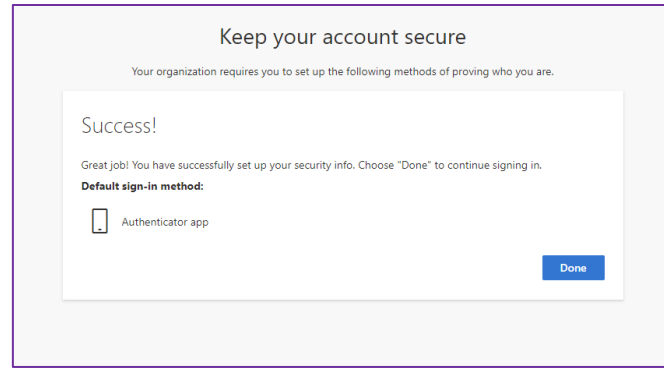 Keep your account secure
Your organization requires you to set up the following methods of proving who you are.
Success!
Great job! You have successfully set up your security info. Choose "Done" to continue signing in.
Default sign-in method:
Authenticator app
Done